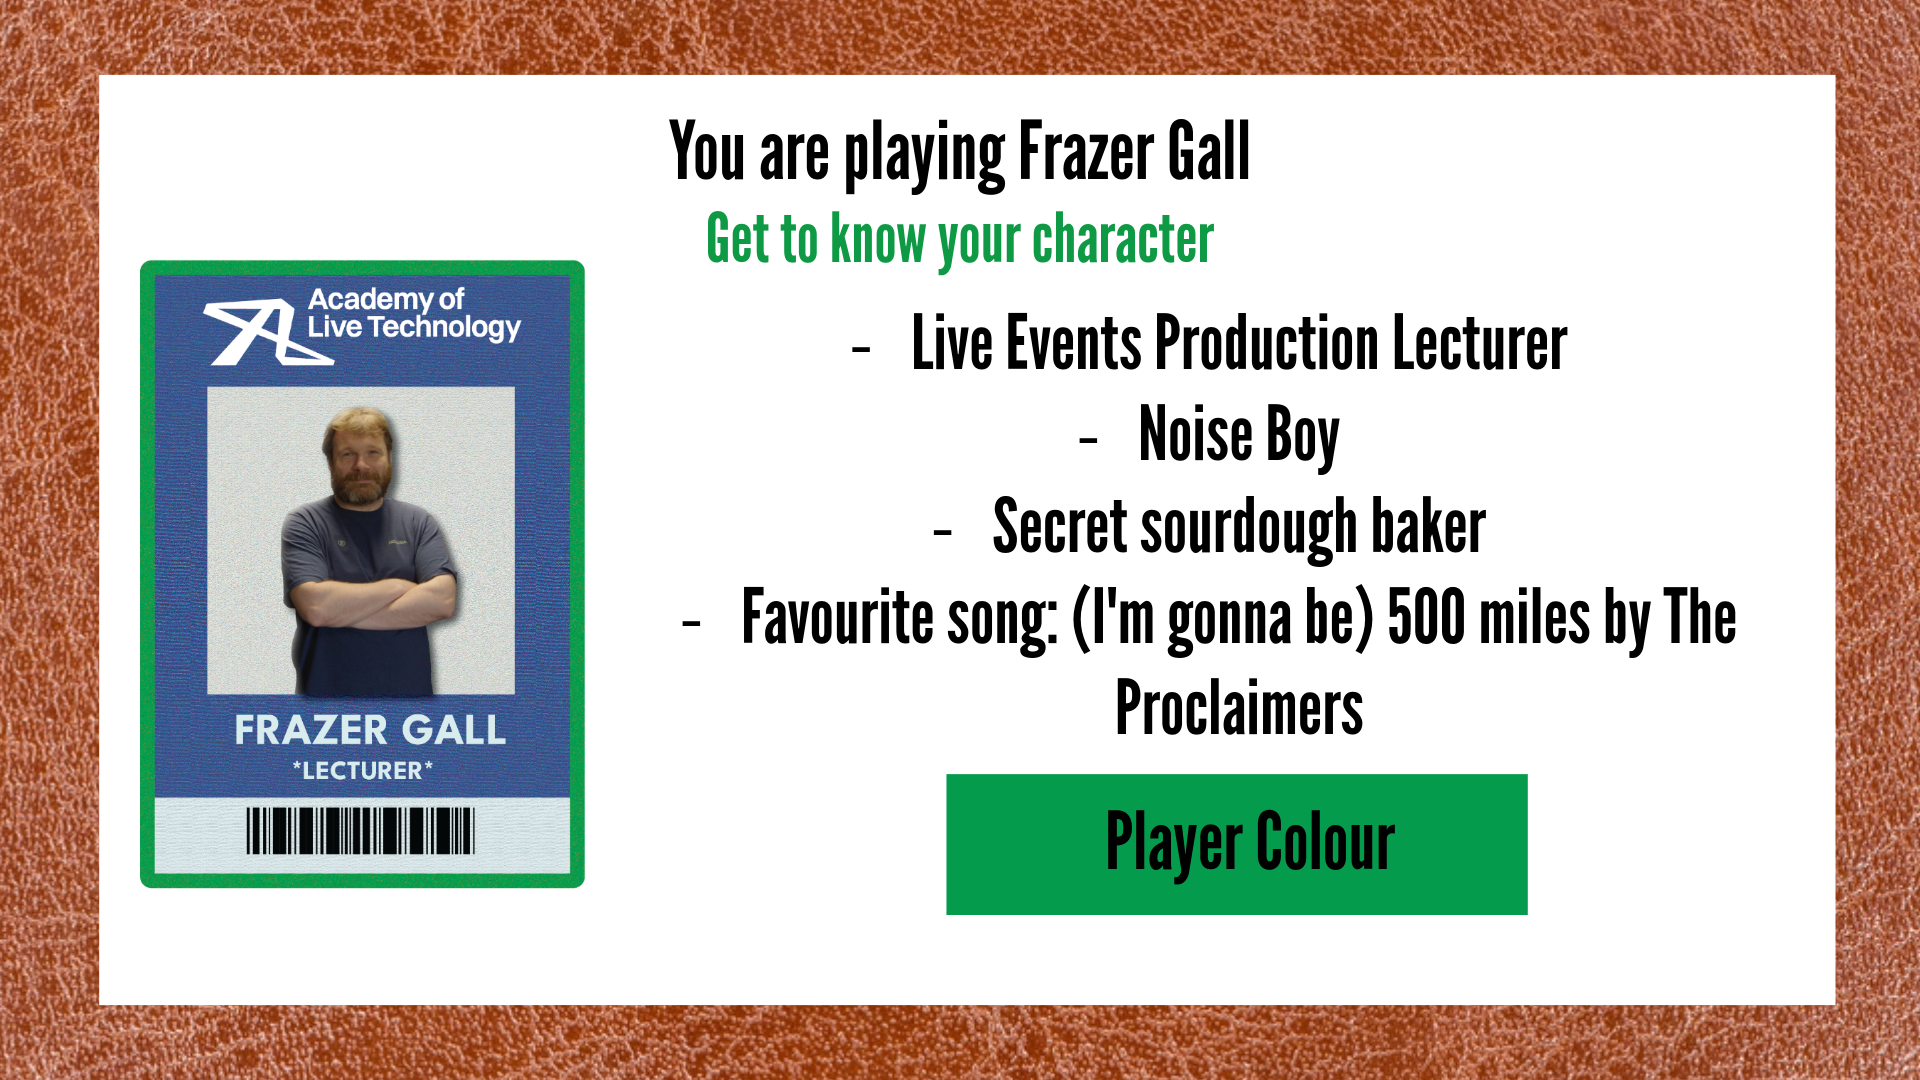 You are playing Frazer Gall
Get to know your character
Academy of
Live Technology
FRAZER GALL
*LECTURER*
- Live Events Production Lecturer
- Noise Boy
- Secret sourdough baker
- Favourite song: (I'm gonna be) 500 miles by The
Proclaimers
Player Colour